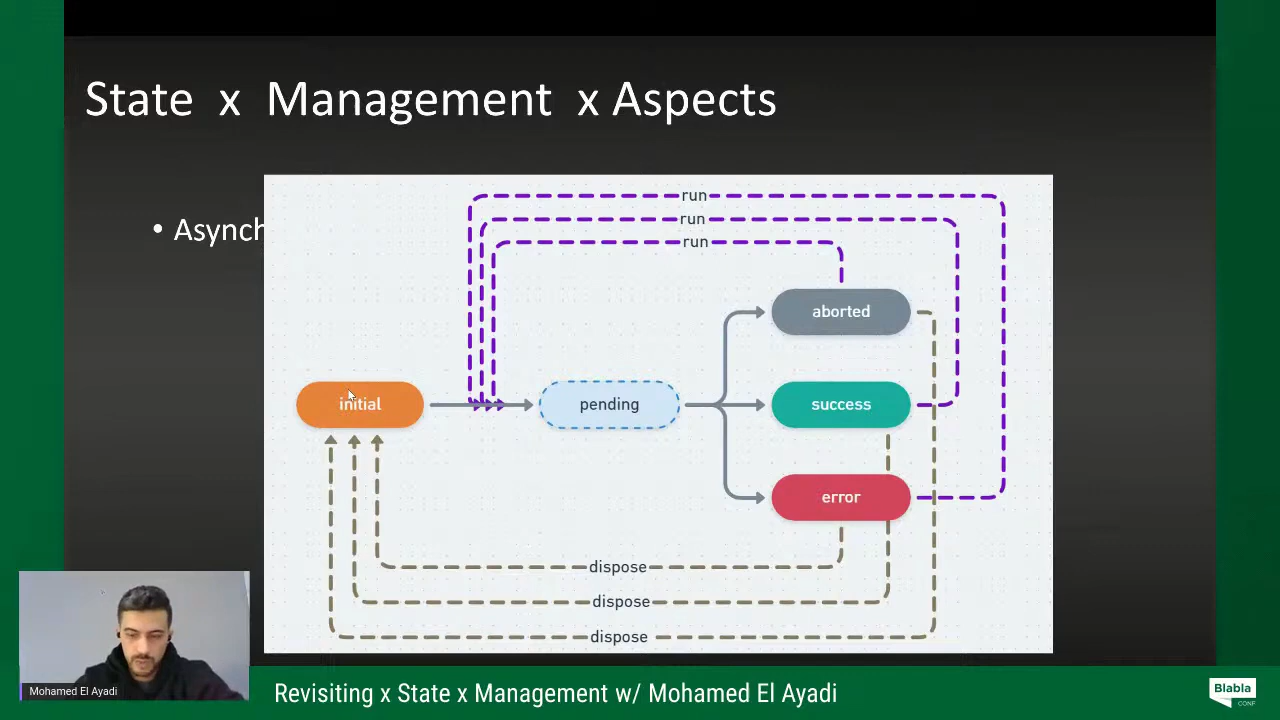 State x Management x Aspects
• Asynch
run
run
run
aborted
initial
pending
success
error
dispose
dispose
dispose
Mohamed El Ayadi
Revisiting x State x Management w/ Mohamed El Ayadi
Blabla
CONF